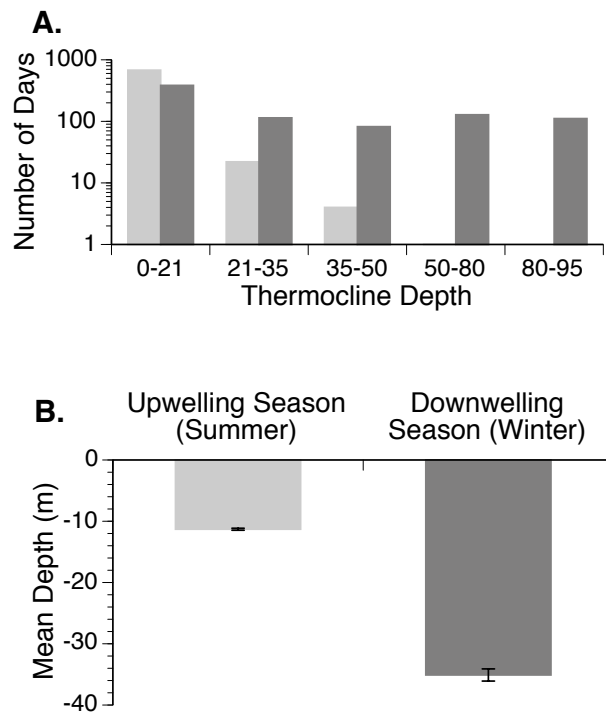 A.
Number of Days
1000
100
10
1
0-21 21-35 35-50 50-80 80-95
Thermocline Depth
B.
Upwelling Season Downwelling
(Summer) Season (Winter)
Mean Depth (m)
0
-10
-20
-30
-40